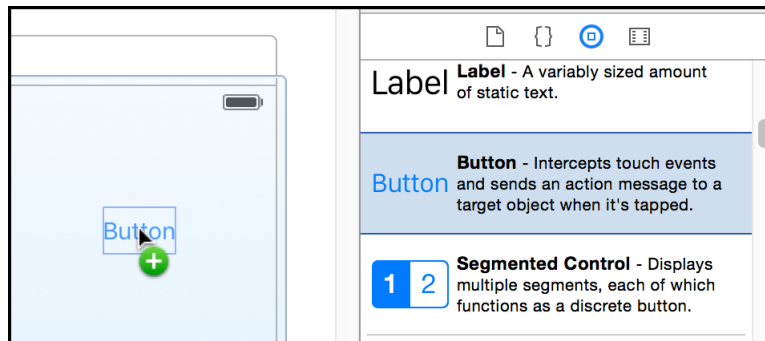 Label
Label - A variably sized amount
of static text.
Button
Button
Button - Intercepts touch events
and sends an action message to a
target object when it's tapped.
1 2
Segmented Control - Displays
multiple segments, each of which
functions as a discrete button.